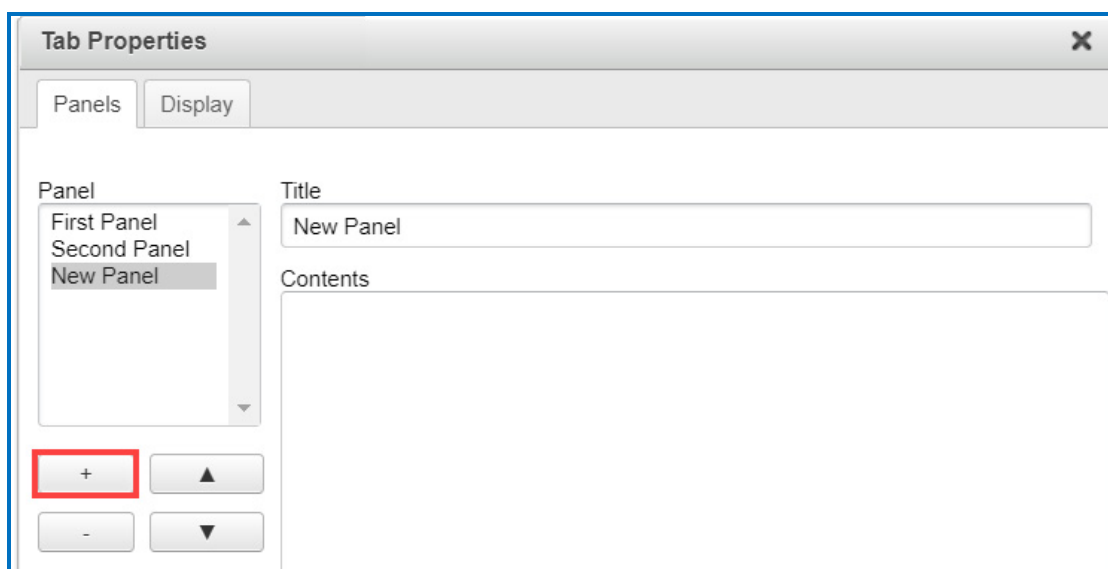 Tab Properties
Panels Display
Panel
First Panel
Second Panel
New Panel
+ ▲
- ▼
Title
New Panel
Contents